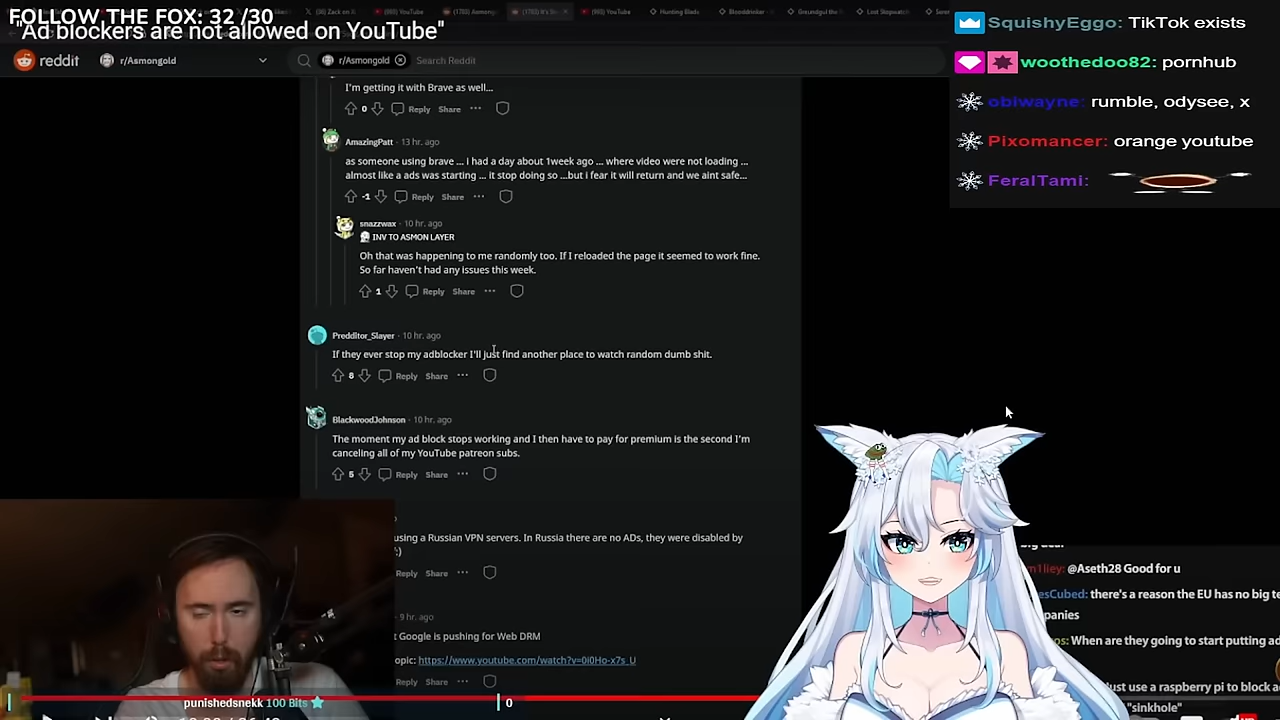 FOLLOW THE FOX: 32 /30
"Ad blockers are not allowed on YouTube"
reddit
r/Asmongold
r/Asmongold
Search Reddit
I'm getting it with Brave as well...
0 Reply Share
AmazingPatt · 13 hr. ago
as someone using brave ... i had a day about 1week ago ... where video were not loading ...
almost like a ads was starting ... it stop doing so ...but i fear it will return and we aint safe...
-1 Reply Share
snazzwax · 10 hr. ago
INV TO ASMON LAYER
Oh that was happening to me randomly too. If I reloaded the page it seemed to work fine.
So far haven't had any issues this week.
1 Reply Share
Predditor_Slayer · 10 hr. ago
If they ever stop my adblocker I'll just find another place to watch random dumb shit.
8 Reply Share
BlackwoodJohnson · 10 hr. ago
The moment my ad block stops working and I then have to pay for premium is the second I'm
canceling all of my YouTube patreon subs.
5 Reply Share
using a Russian VPN servers. In Russia there are no ADs, they were disabled by
:)
Reply Share
· 9 hr. ago
t Google is pushing for Web DRM
opic: https://www.youtube.com/watch?v=0i0Ho-x7s_U
Reply Share
punishedsnekk 100 Bits
0
SquishyEggo: TikTok exists
woothedoo82: pornhub
obiwayne: rumble, odysee, x
Pixomancer: orange youtube
FeralTami:
m1liey: @Aseth28 Good for u
esCubed: there's a reason the EU has no big te
panies
os: When are they going to start putting ad
just use a raspberry pi to block a
"sinkhole"